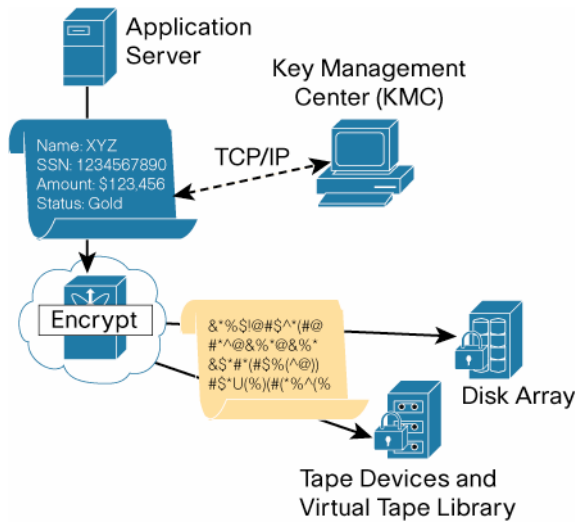 Application
Server
Key Management
Center (KMC)
Name: XYZ
SSN: 1234567890
Amount: $123,456
Status: Gold
TCP/IP
Encrypt
&*%$!@#$^*(#@
#*^@&%*@&%*
&$*#*(#$%(^@))
#$*U(%)(#(*%^(%
Disk Array
Tape Devices and
Virtual Tape Library